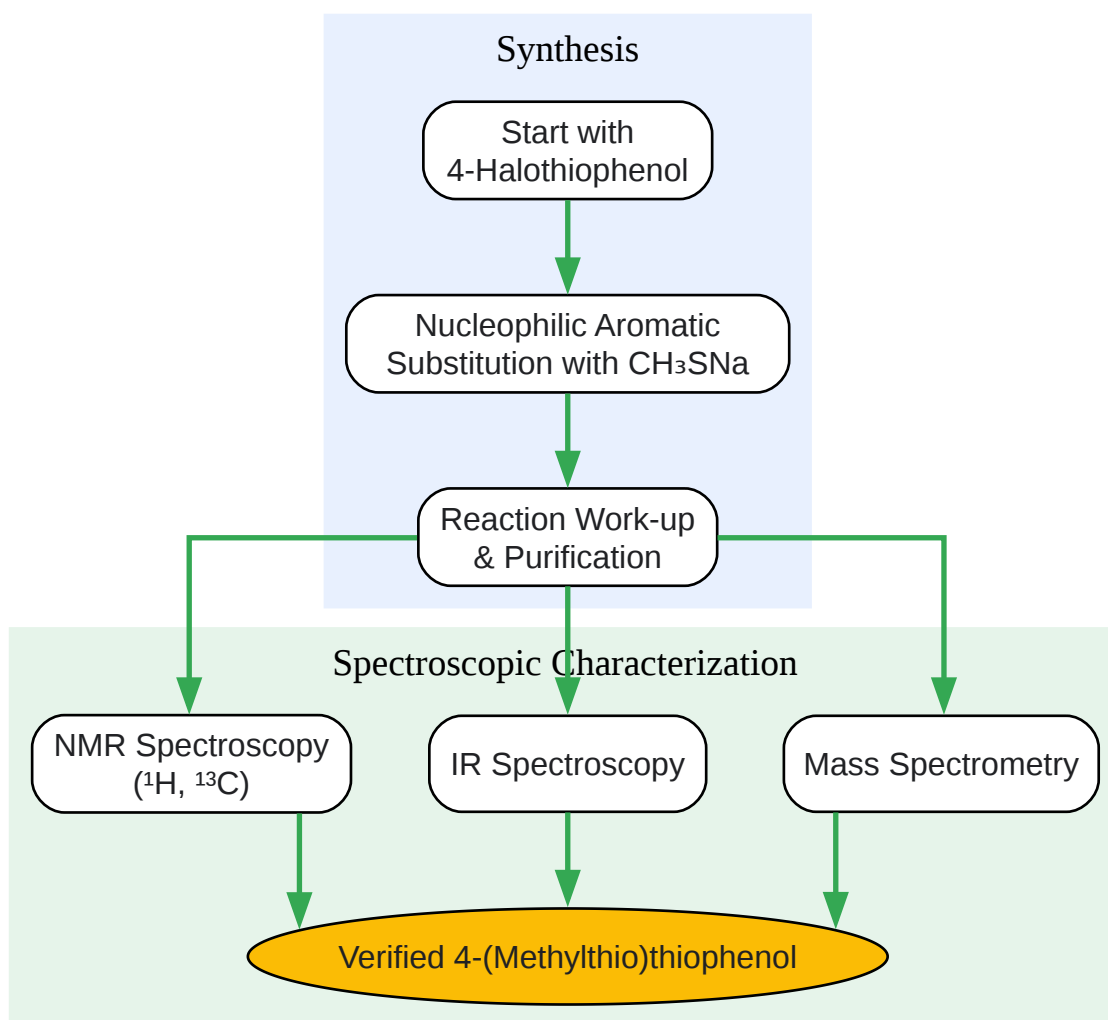 Synthesis
Start with
4-Halothiophenol
Nucleophilic Aromatic
Substitution with CH₃SNa
Reaction Work-up
& Purification
Spectroscopic Characterization
NMR Spectroscopy
(¹H, ¹³C)
IR Spectroscopy
Mass Spectrometry
Verified 4-(Methylthio)thiophenol